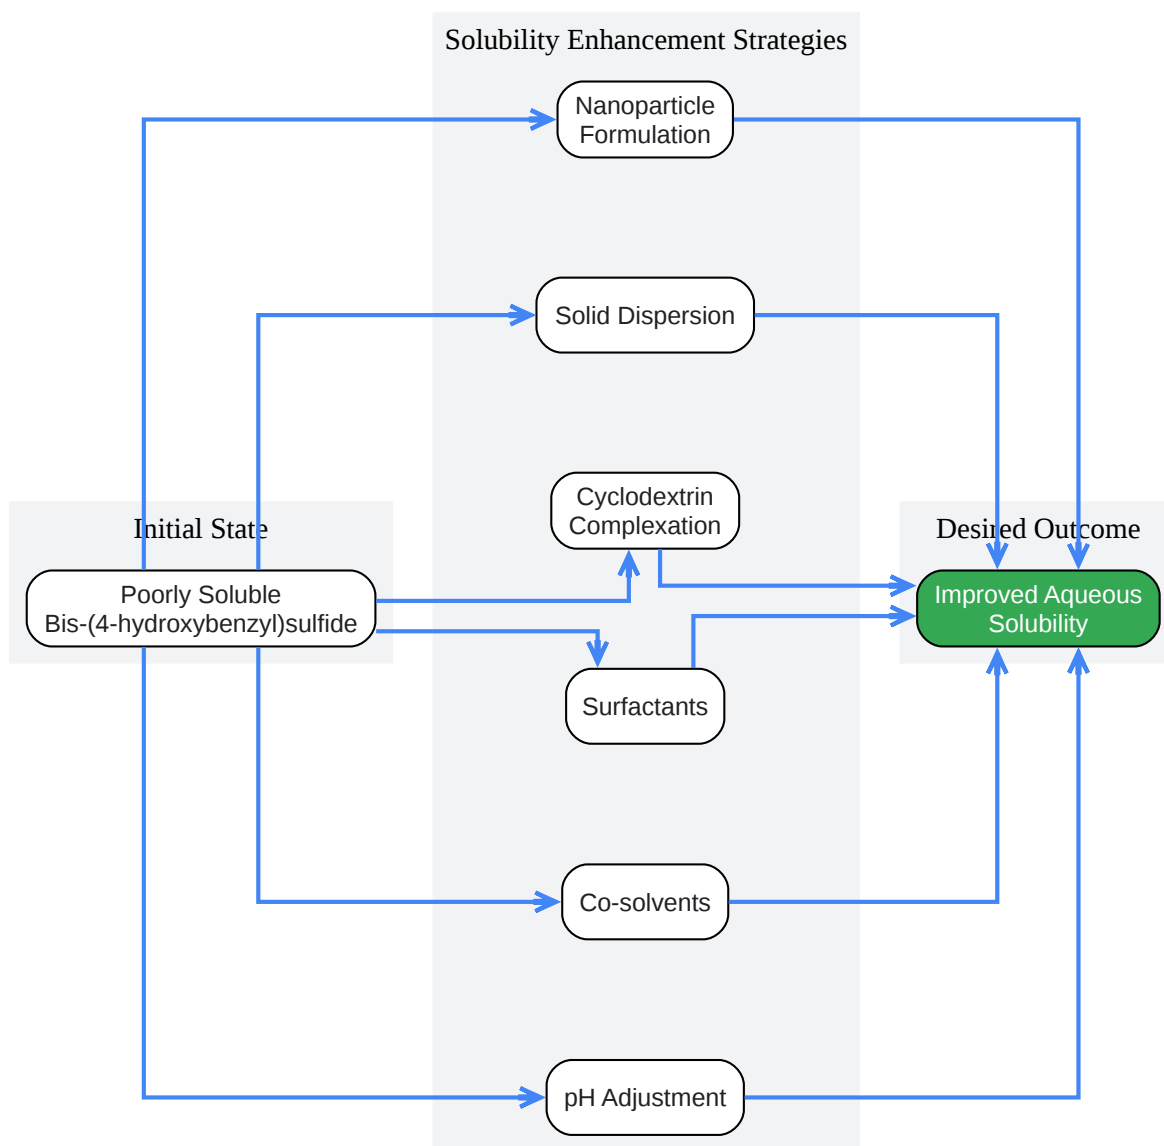 Solubility Enhancement Strategies
Nanoparticle
Formulation
Solid Dispersion
Cyclodextrin
Complexation
Initial State
Desired Outcome
Poorly Soluble
Bis-(4-hydroxybenzyl)sulfide
Improved Aqueous
Solubility
Surfactants
Co-solvents
pH Adjustment